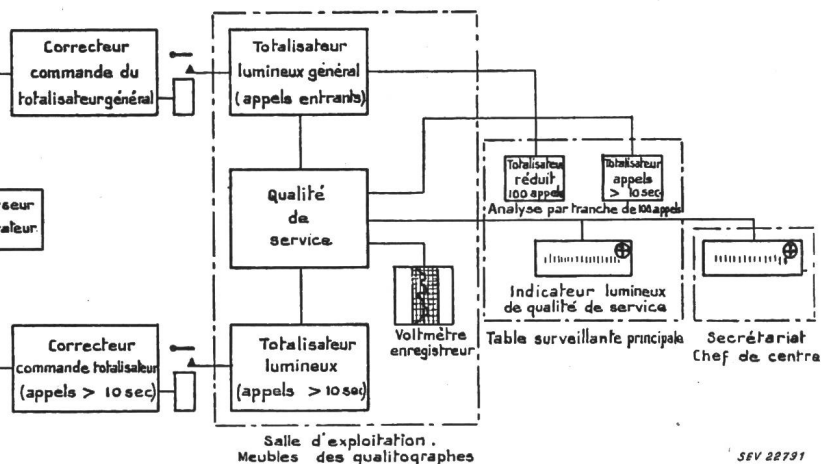 Correcteur
commande du
totalisateur général
Totalisateur
lumineux général
(appels entrants)
Totalisateur
réduit
100 appels
Totalisateur
appels
> 10 sec.
Analyse par tranche de 100 appels
Qualité
de
service
Indicateur lumineux
de qualité de service
Voltmètre
enregistreur
Table surveillante principale
Secrétariat
Chef de centre
Correcteur
commande totalisateur
(appels > 10 sec)
Totalisateur
lumineux
(appels > 10 sec)
Salle d'exploitation.
Meubles des qualitographes
SEV 22791